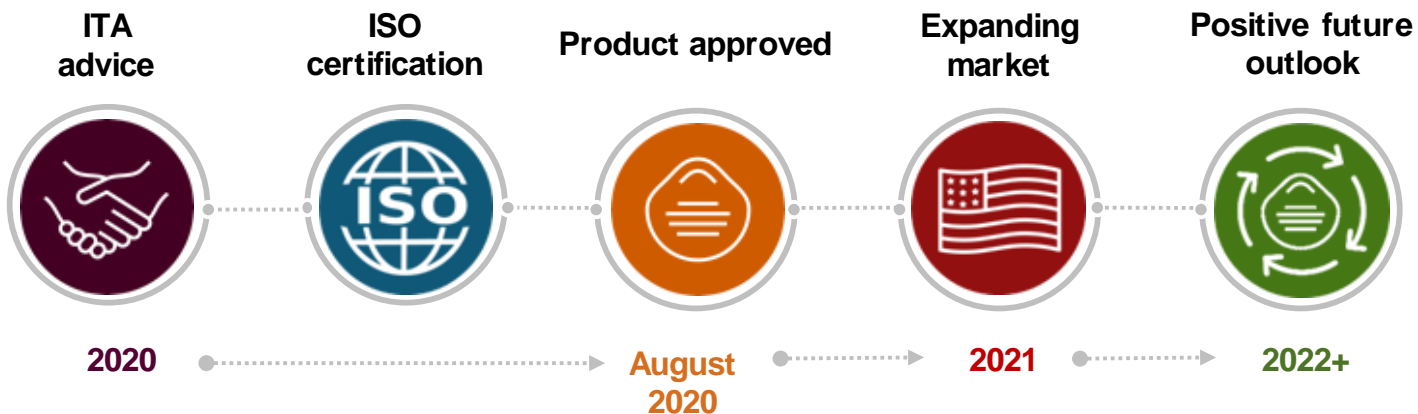 ITA
advice
ISO
certification
Product approved
Expanding
market
Positive future
outlook
ISO
2020
August
2020
2021
2022+